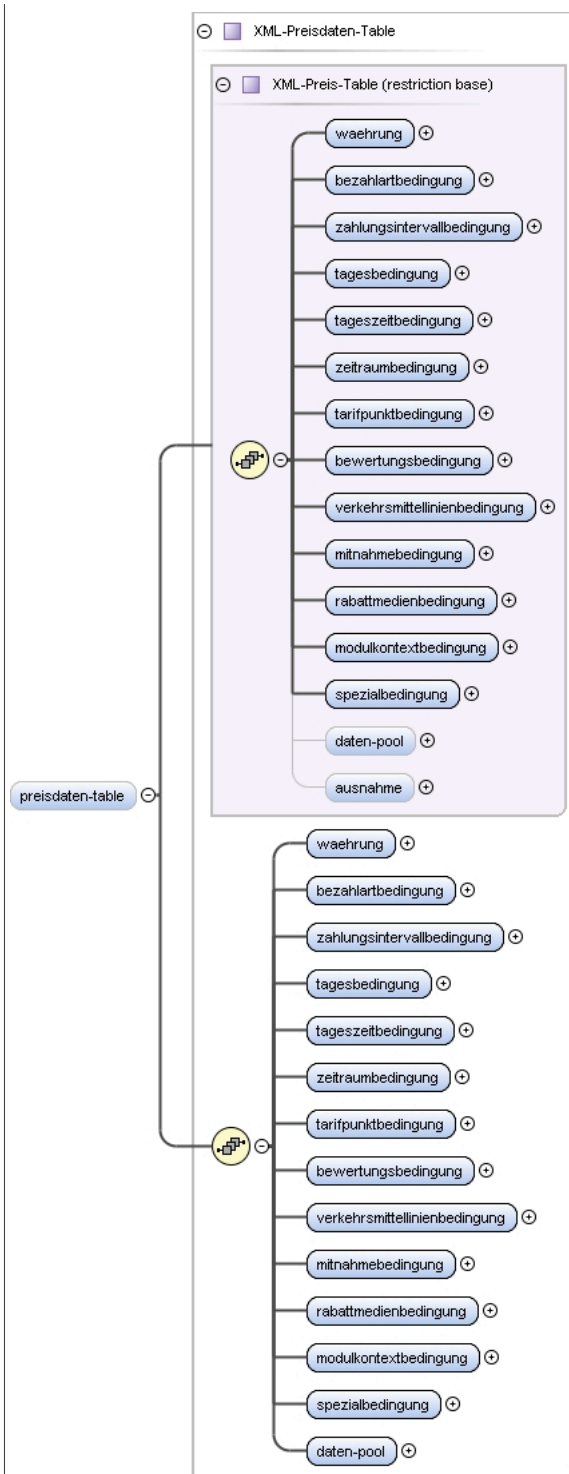 XML-Preisdaten-Table
XML-Preis-Table (restriction base)
waehrung
bezahlartbedingung
zahlungsintervallbedingung
tagesbedingung
tageszeitbedingung
zeitraumbedingung
tarifpunktbedingung
bewertungsbedingung
verkehrsmittellinienbedingung
mitnahmebedingung
rabattmedienbedingung
modulkontextbedingung
spezialbedingung
daten-pool
ausnahme
preisdaten-table
waehrung
bezahlartbedingung
zahlungsintervallbedingung
tagesbedingung
tageszeitbedingung
zeitraumbedingung
tarifpunktbedingung
bewertungsbedingung
verkehrsmittellinienbedingung
mitnahmebedingung
rabattmedienbedingung
modulkontextbedingung
spezialbedingung
daten-pool